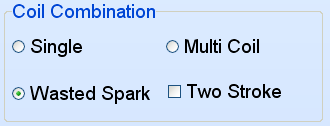 Coil Combination
Single
Multi Coil
Wasted Spark
Two Stroke